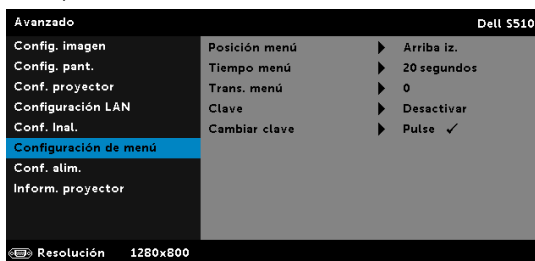 Avanzado Dell S510
Config. imagen
Config. pant.
Conf. proyector
Configuración LAN
Conf. Inal.
Configuración de menú
Conf. alim.
Inform. proyector
Posición menú Arriba iz.
Tiempo menú 20 segundos
Trans. menú 0
Clave Desactivar
Cambiar clave Pulse ✓
Resolución 1280x800